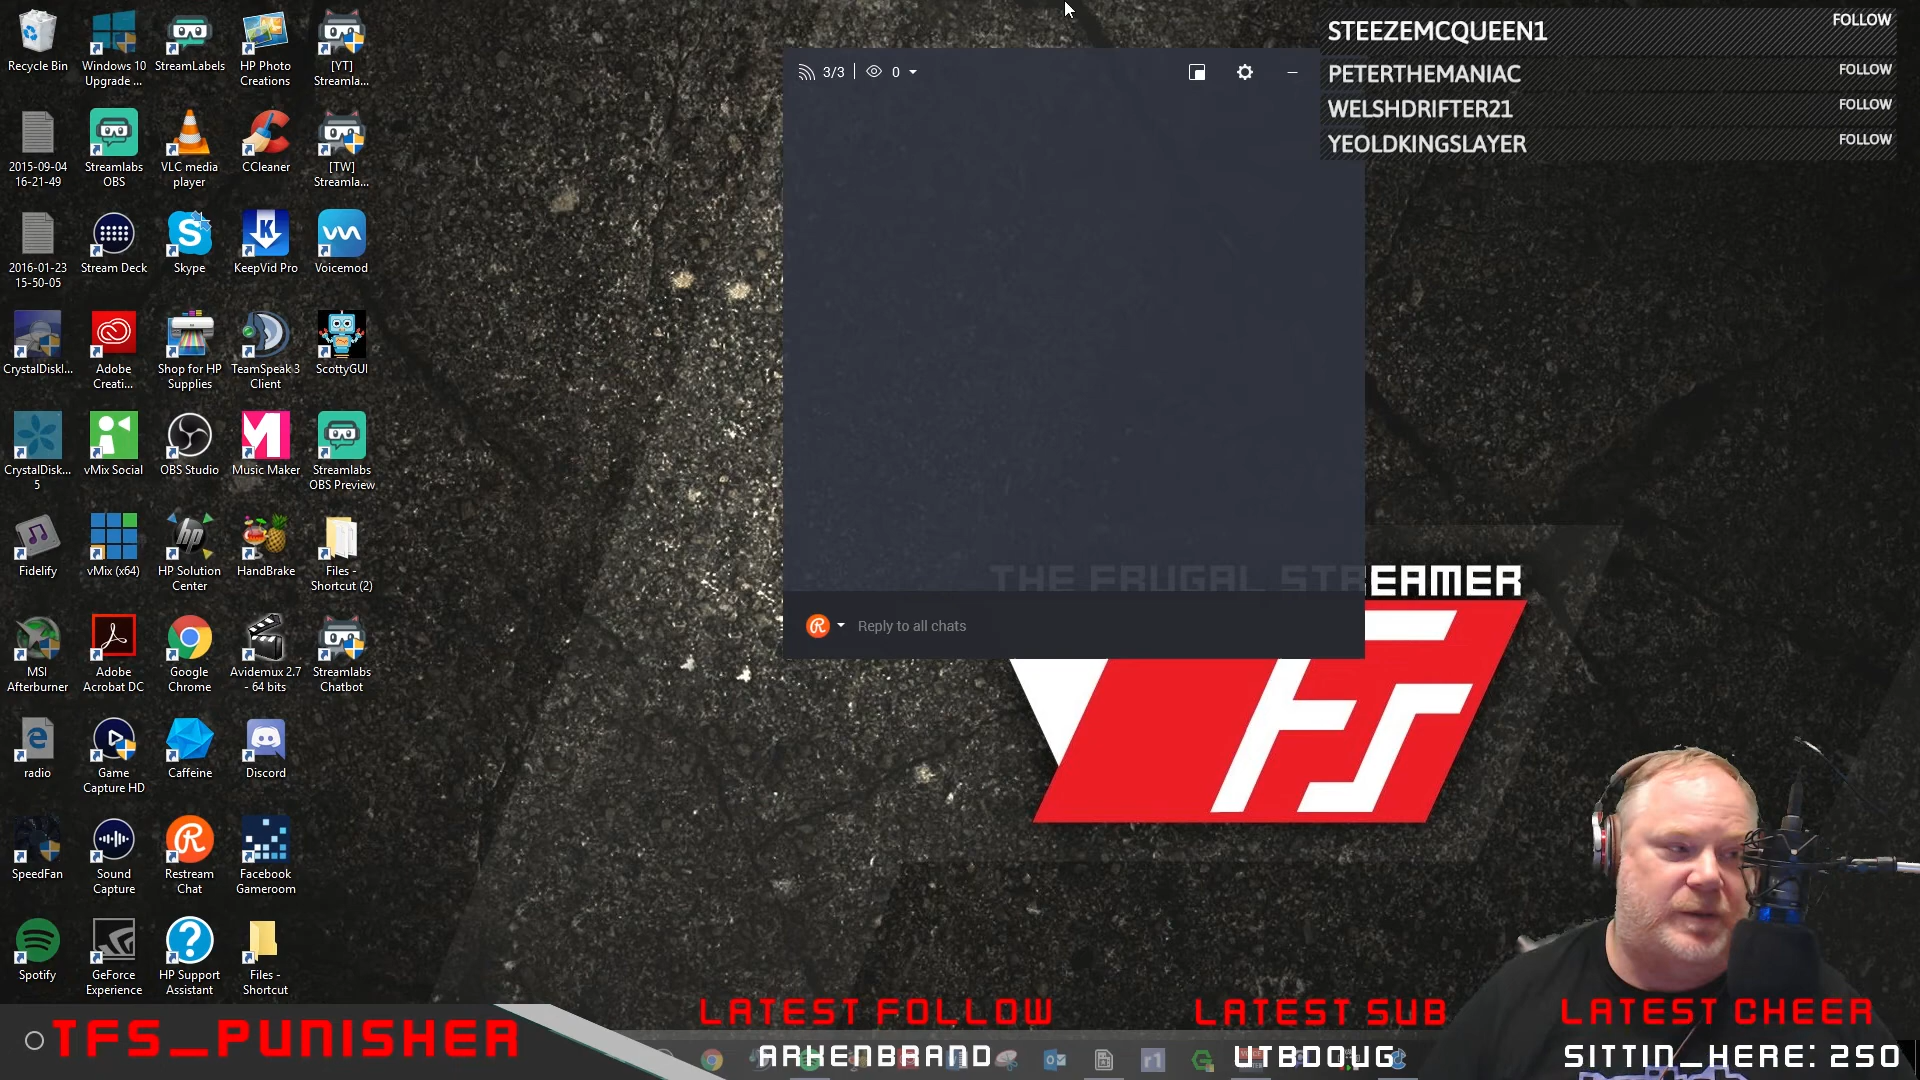 Recycle Bin
Windows 10
Upgrade ...
StreamLabels
HP Photo
Creations
[YT]
Streamla...
2015-09-04
16-21-49
Streamlabs
OBS
VLC media
player
CCleaner
[TW]
Streamla...
2016-01-23
15-50-05
Stream Deck
Skype
KeepVid Pro
Voicemod
CrystalDiskI...
Adobe
Creati...
Shop for HP
Supplies
TeamSpeak 3
Client
ScottyGUI
CrystalDisk...
5
vMix Social
OBS Studio
Music Maker
Streamlabs
OBS Preview
Fidelify
vMix (x64)
HP Solution
Center
HandBrake
Files -
Shortcut (2)
MSI
Afterburner
Adobe
Acrobat DC
Google
Chrome
Avidemux 2.7
- 64 bits
Streamlabs
Chatbot
radio
Game
Capture HD
Caffeine
Discord
SpeedFan
Sound
Capture
Restream
Chat
Facebook
Gameroom
Spotify
GeForce
Experience
HP Support
Assistant
Files -
Shortcut
3/3
0
Reply to all chats
STEEZEMCQUEEN1 FOLLOW
PETERTHEMANIAC FOLLOW
WELSHDRIFTER21 FOLLOW
YEOLDKINGSLAYER FOLLOW
THE FRUGAL STREAMER
FS
TFS_PUNISHER
LATEST FOLLOW
ARKENBRAND
LATEST SUB
UTBDOUG
LATEST CHEER
SITTIN_HERE: 250